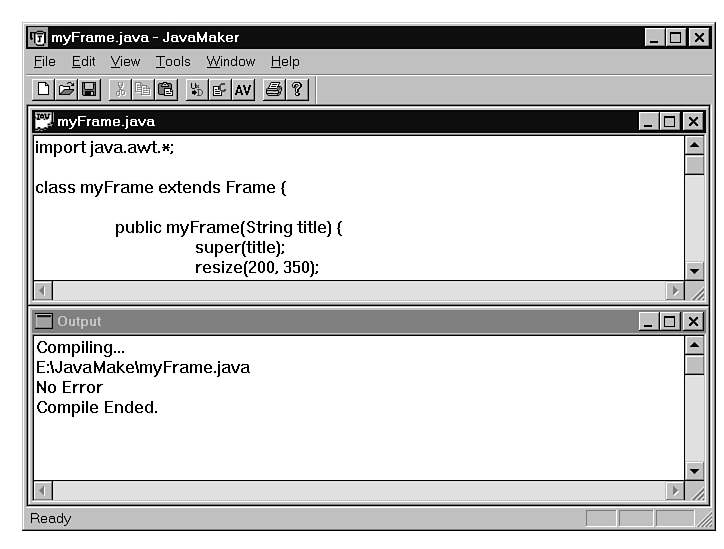 myFrame.java - JavaMaker
File Edit View Tools Window Help
AV
myFrame.java
import java.awt.*;
class myFrame extends Frame {
public myFrame(String title) {
super(title);
resize(200, 350);
Output
Compiling...
E:\JavaMake\myFrame.java
No Error
Compile Ended.
Ready